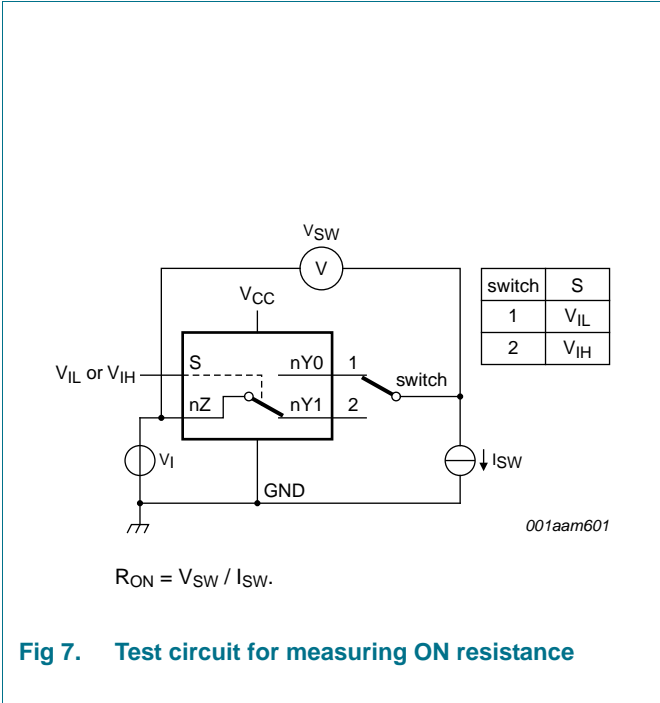 VSW
V
VCC
switch S
1 VIL
2 VIH
VIL or VIH
S
nY0
1
switch
nZ
nY1
2
VI
ISW
GND
001aam601
RON = VSW / ISW.
Fig 7. Test circuit for measuring ON resistance